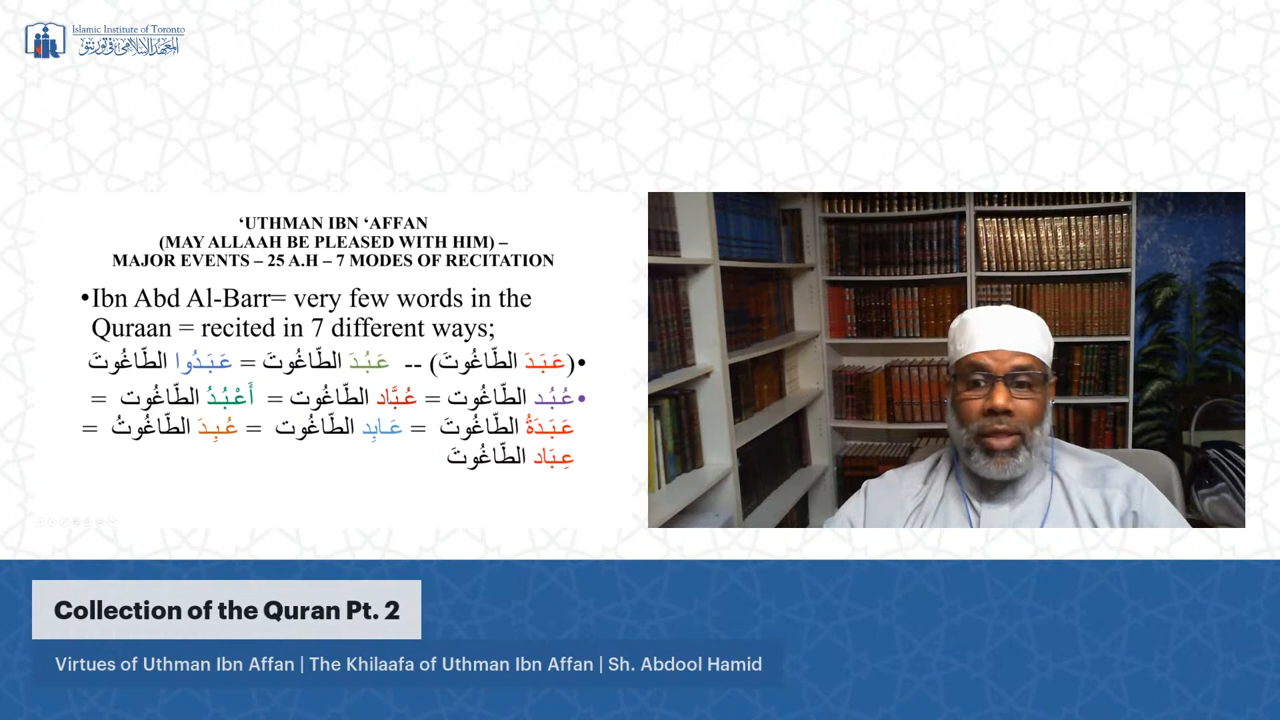 Islamic Institute of Toronto
المعهد الإسلامي في تورنتو
‘UTHMAN IBN ‘AFFAN
(MAY ALLAAH BE PLEASED WITH HIM) –
MAJOR EVENTS – 25 A.H – 7 MODES OF RECITATION
•Ibn Abd Al-Barr= very few words in the
Quraan = recited in 7 different ways;
•(عَبَدَ الطَّاغُوتَ) -- عَبُدَ الطَّاغُوتَ = عَبَدُوا الطَّاغُوتَ
•عُبُد الطَّاغُوت = عُبَّاد الطَّاغُوت = أَعْبُدُ الطَّاغُوت =
عَبَدَةُ الطَّاغُوتَ = عَابِد الطَّاغُوت = عُبِدَ الطَّاغُوتُ =
عِبَاد الطَّاغُوتَ
Collection of the Quran Pt. 2
Virtues of Uthman Ibn Affan | The Khilaafa of Uthman Ibn Affan | Sh. Abdool Hamid